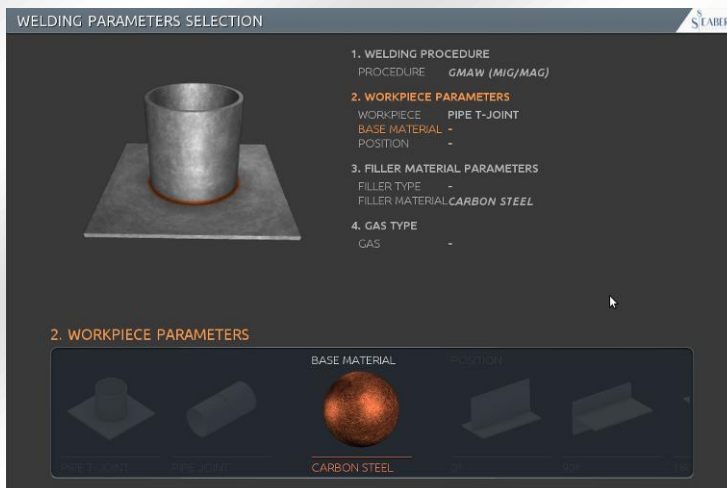 WELDING PARAMETERS SELECTION
SEABER
1. WELDING PROCEDURE
PROCEDURE GMAW (MIG/MAG)
2. WORKPIECE PARAMETERS
WORKPIECE PIPE T-JOINT
BASE MATERIAL -
POSITION -
3. FILLER MATERIAL PARAMETERS
FILLER TYPE -
FILLER MATERIAL CARBON STEEL
4. GAS TYPE
GAS -
2. WORKPIECE PARAMETERS
BASE MATERIAL POSITION
PIPE T-JOINT PIPE JOINT CARBON STEEL